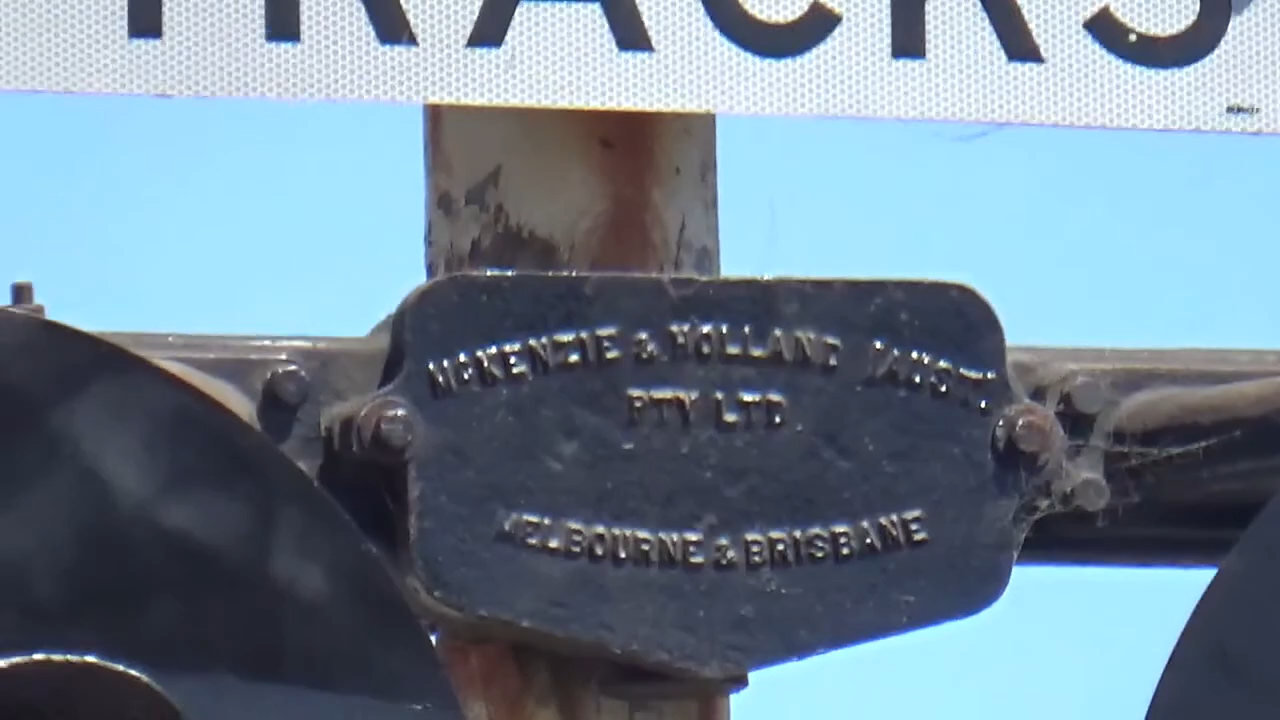 TRACKS
MCKENZIE & HOLLAND (AUST)
PTY LTD
MELBOURNE & BRISBANE